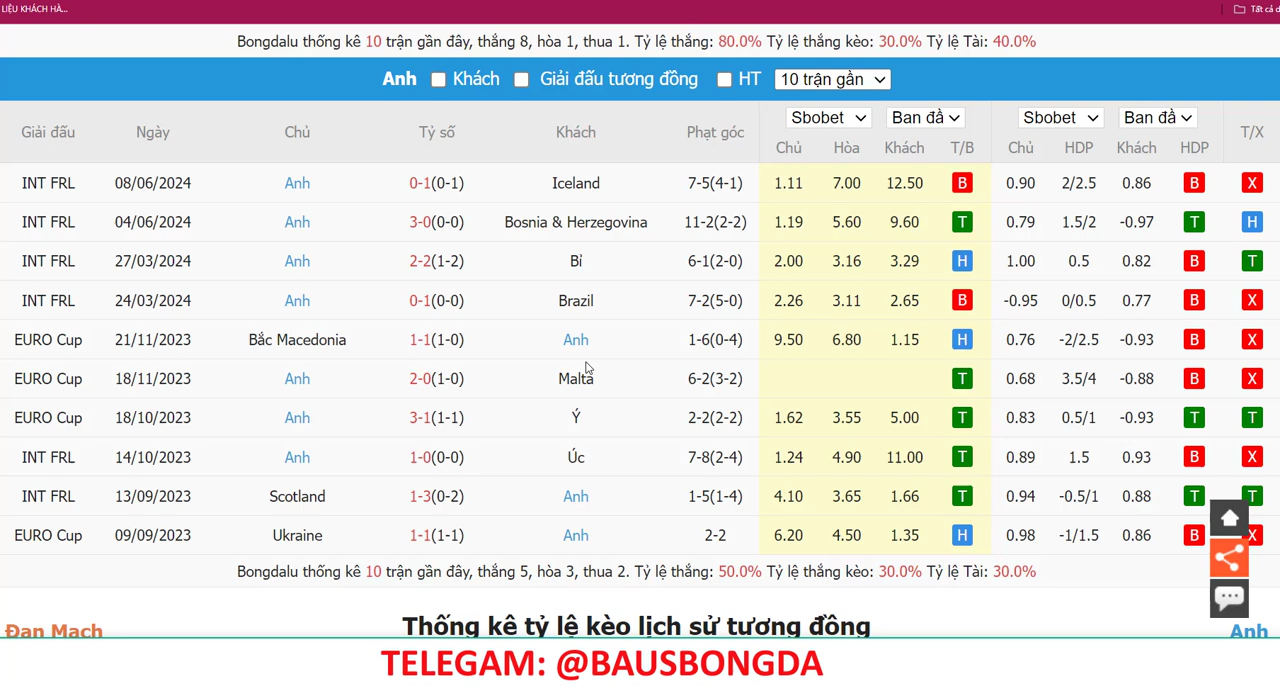 LIỆU KHÁCH HÀ...
Tất cả d
Bongdalu thống kê 10 trận gần đây, thắng 8, hòa 1, thua 1. Tỷ lệ thắng: 80.0% Tỷ lệ thắng kèo: 30.0% Tỷ lệ Tài: 40.0%
Anh Khách Giải đấu tương đồng HT 10 trận gần
Sbobet Ban đầ Sbobet Ban đầ
Giải đấu Ngày Chủ Tỷ số Khách Phạt góc T/X
Chủ Hòa Khách T/B Chủ HDP Khách HDP
INT FRL 08/06/2024 Anh 0-1(0-1) Iceland 7-5(4-1) 1.11 7.00 12.50 B 0.90 2/2.5 0.86 B X
INT FRL 04/06/2024 Anh 3-0(0-0) Bosnia & Herzegovina 11-2(2-2) 1.19 5.60 9.60 T 0.79 1.5/2 -0.97 T H
INT FRL 27/03/2024 Anh 2-2(1-2) Bỉ 6-1(2-0) 2.00 3.16 3.29 H 1.00 0.5 0.82 B T
INT FRL 24/03/2024 Anh 0-1(0-0) Brazil 7-2(5-0) 2.26 3.11 2.65 B -0.95 0/0.5 0.77 B X
EURO Cup 21/11/2023 Bắc Macedonia 1-1(1-0) Anh 1-6(0-4) 9.50 6.80 1.15 H 0.76 -2/2.5 -0.93 B X
EURO Cup 18/11/2023 Anh 2-0(1-0) Malta 6-2(3-2) T 0.68 3.5/4 -0.88 B X
EURO Cup 18/10/2023 Anh 3-1(1-1) Ý 2-2(2-2) 1.62 3.55 5.00 T 0.83 0.5/1 -0.93 T T
INT FRL 14/10/2023 Anh 1-0(0-0) Úc 7-8(2-4) 1.24 4.90 11.00 T 0.89 1.5 0.93 B X
INT FRL 13/09/2023 Scotland 1-3(0-2) Anh 1-5(1-4) 4.10 3.65 1.66 T 0.94 -0.5/1 0.88 T T
EURO Cup 09/09/2023 Ukraine 1-1(1-1) Anh 2-2 6.20 4.50 1.35 H 0.98 -1/1.5 0.86 B X
Bongdalu thống kê 10 trận gần đây, thắng 5, hòa 3, thua 2. Tỷ lệ thắng: 50.0% Tỷ lệ thắng kèo: 30.0% Tỷ lệ Tài: 30.0%
Thống kê tỷ lệ kèo lịch sử tương đồng
Đan Mạch Anh
TELEGAM: @BAUSBONGDA